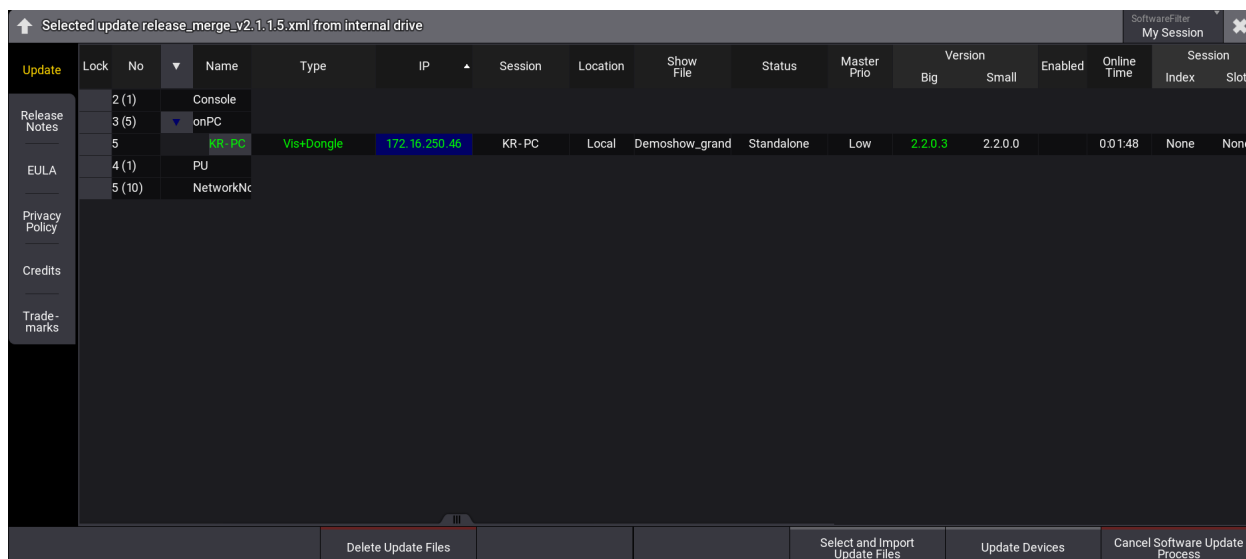 Selected update release_merge_v2.1.1.5.xml from internal drive
SoftwareFilter
My Session
Update
Release
Notes
EULA
Privacy
Policy
Credits
Trade-
marks
Lock No Name Type IP Session Location Show File Status Master Prio Version Big Small Enabled Online Time Session Index Slot
2 (1) Console
3 (5) onPC
5 KR-PC Vis+Dongle 172.16.250.46 KR-PC Local Demoshow_grand Standalone Low 2.2.0.3 2.2.0.0 0:01:48 None None
4 (1) PU
5 (10) NetworkNo
Delete Update Files
Select and Import
Update Files
Update Devices
Cancel Software Update
Process